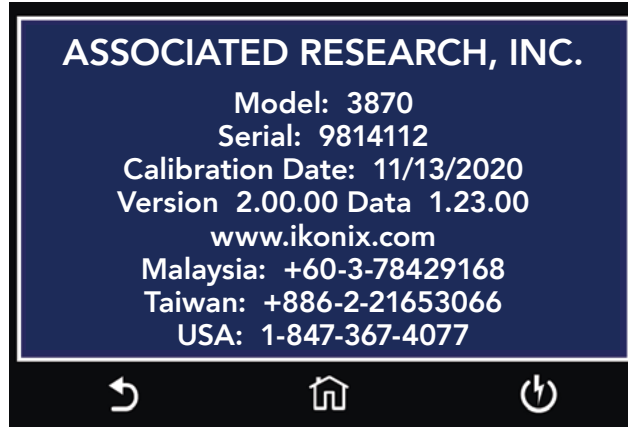 ASSOCIATED RESEARCH, INC.
Model: 3870
Serial: 9814112
Calibration Date: 11/13/2020
Version 2.00.00 Data 1.23.00
www.ikonix.com
Malaysia: +60-3-78429168
Taiwan: +886-2-21653066
USA: 1-847-367-4077